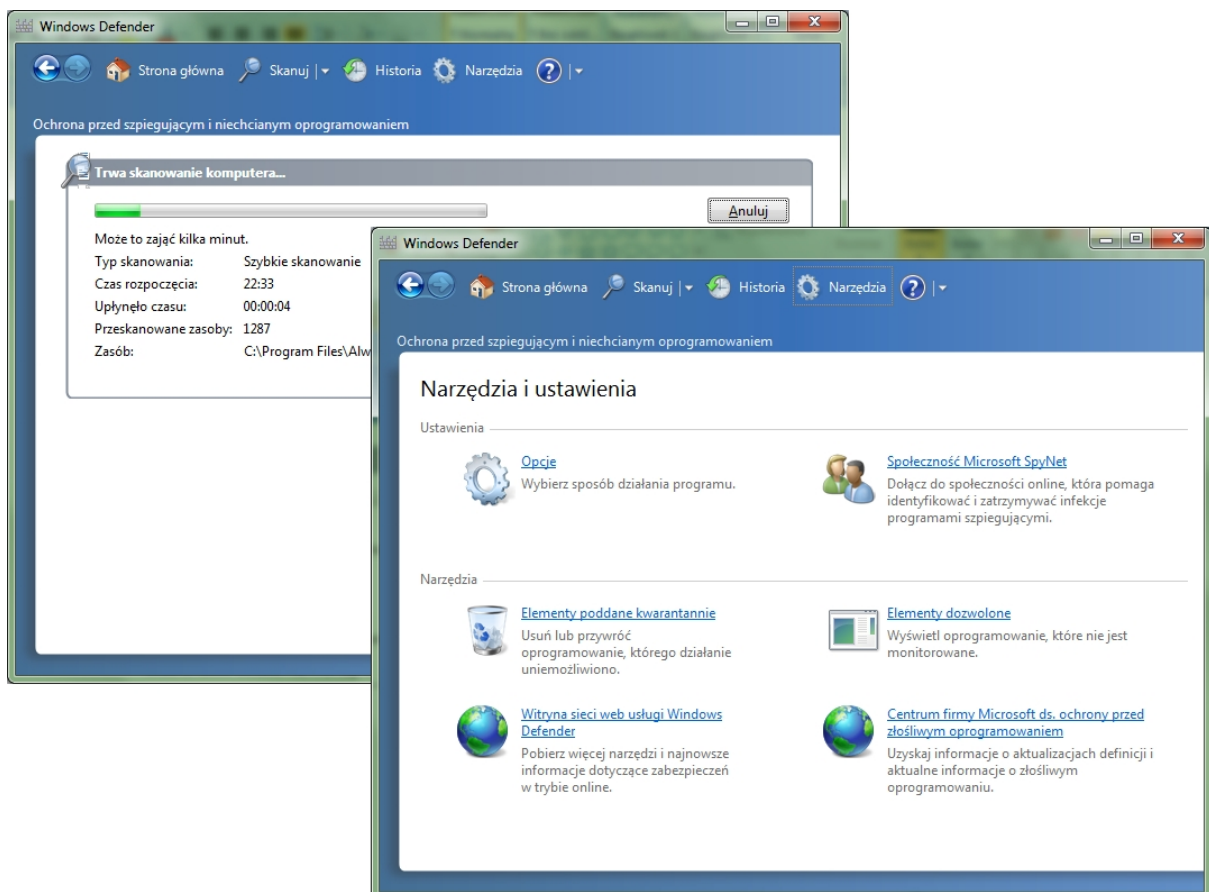 Windows Defender
Strona główna Skanuj Historia Narzędzia
Ochrona przed szpiegującym i niechcianym oprogramowaniem
Trwa skanowanie komputera...
Anuluj
Może to zająć kilka minut.
Typ skanowania: Szybkie skanowanie
Czas rozpoczęcia: 22:33
Upłynęło czasu: 00:00:04
Przeskanowane zasoby: 1287
Zasób: C:\Program Files\Alw
Windows Defender
Strona główna Skanuj Historia Narzędzia
Ochrona przed szpiegującym i niechcianym oprogramowaniem
Narzędzia i ustawienia
Ustawienia
Opcje
Wybierz sposób działania programu.
Społeczność Microsoft SpyNet
Dołącz do społeczności online, która pomaga
identyfikować i zatrzymywać infekcje
programami szpiegującymi.
Narzędzia
Elementy poddane kwarantannie
Usuń lub przywróć
oprogramowanie, którego działanie
uniemożliwiono.
Elementy dozwolone
Wyświetl oprogramowanie, które nie jest
monitorowane.
Witryna sieci web usługi Windows
Defender
Pobierz więcej narzędzi i najnowsze
informacje dotyczące zabezpieczeń
w trybie online.
Centrum firmy Microsoft ds. ochrony przed
złośliwym oprogramowaniem
Uzyskaj informacje o aktualizacjach definicji i
aktualne informacje o złośliwym
oprogramowaniu.